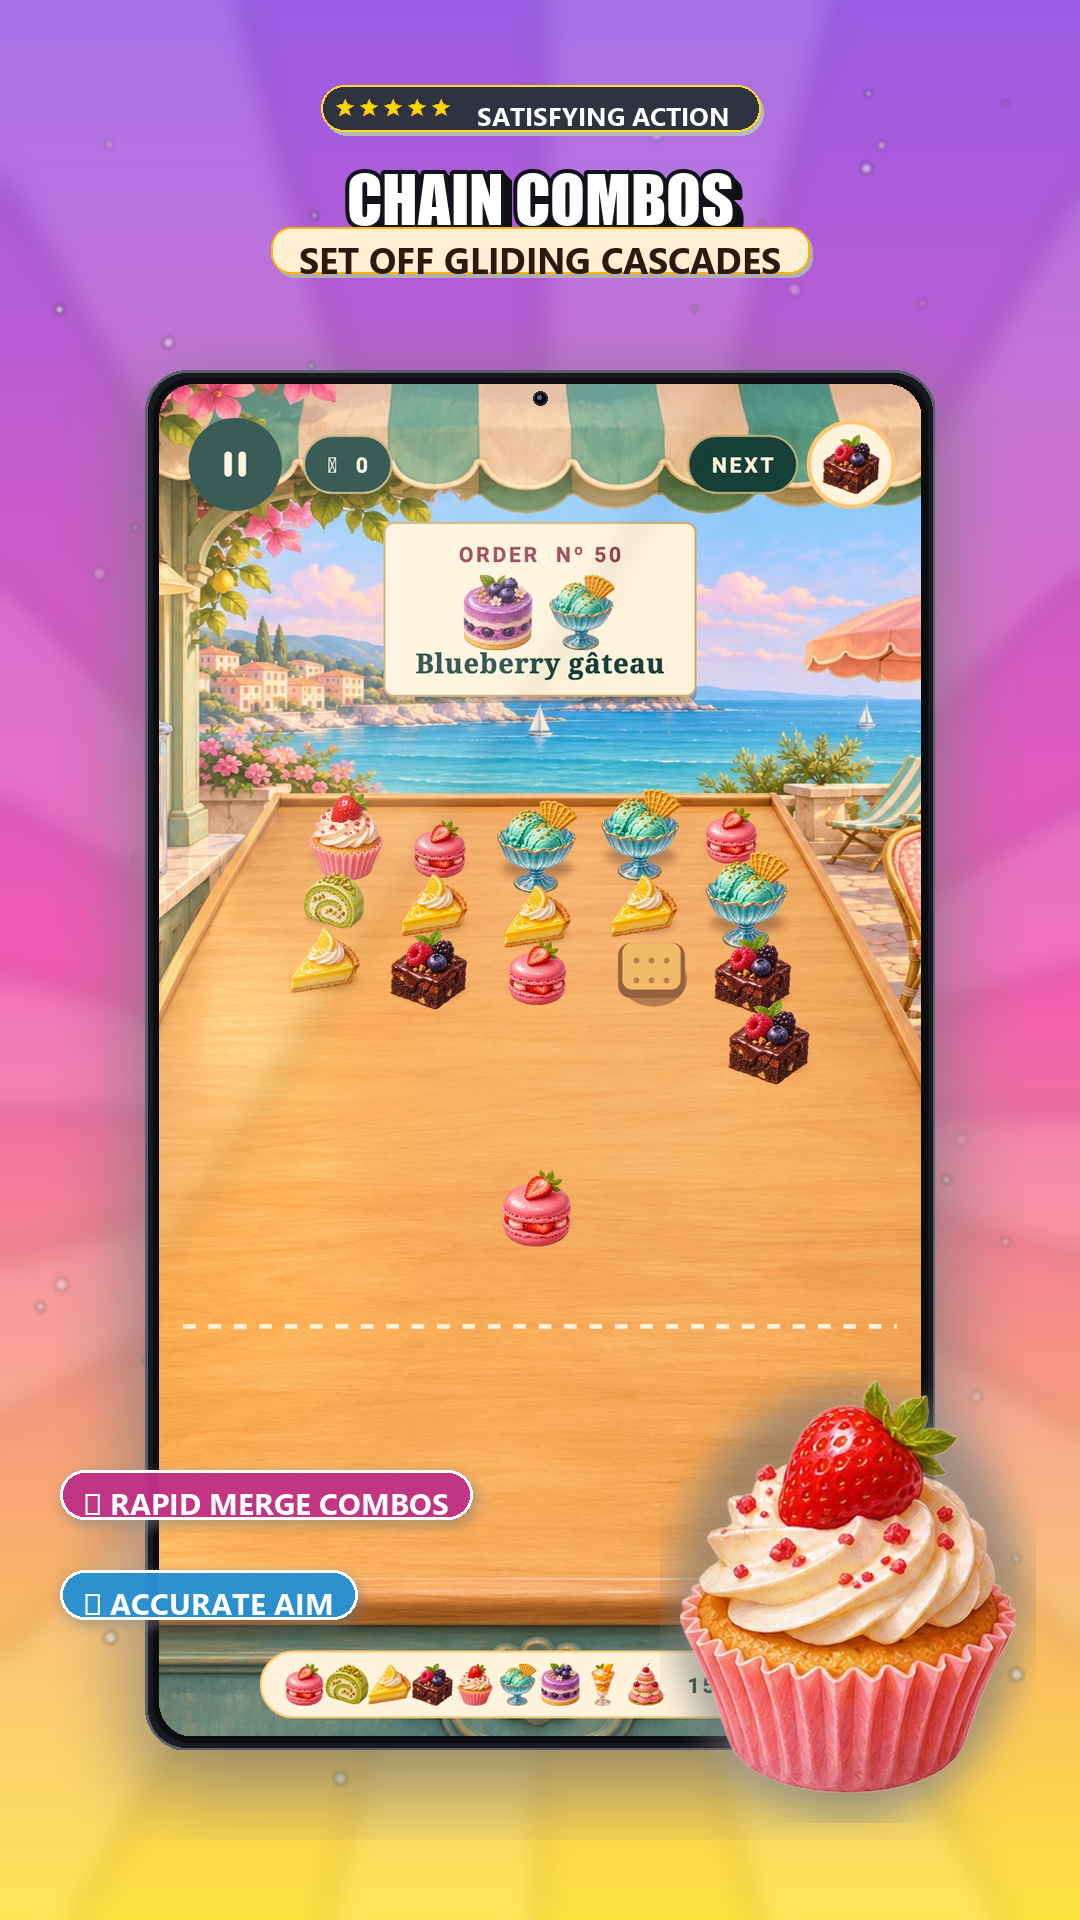 SATISFYING ACTION
CHAIN COMBOS
SET OFF GLIDING CASCADES
0
NEXT
ORDER Nº 50
Blueberry gâteau
RAPID MERGE COMBOS
ACCURATE AIM